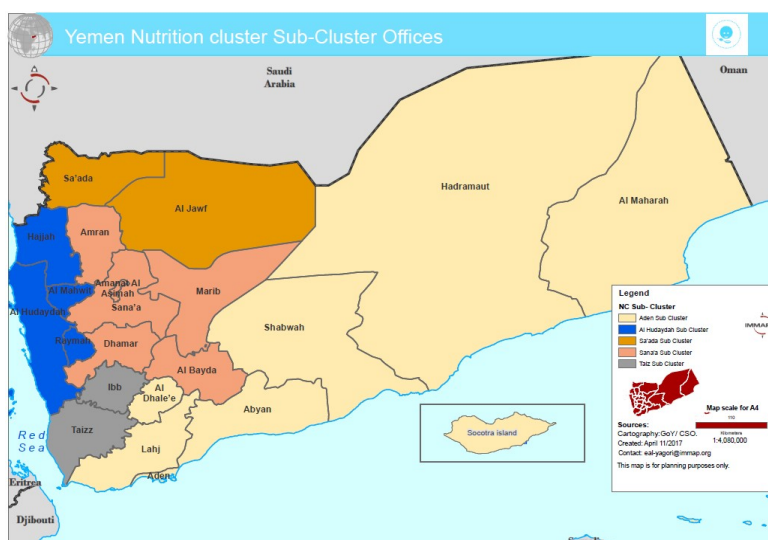 Yemen Nutrition cluster Sub-Cluster Offices
Saudi
Arabia
Oman
Sa'ada
Al Jawf
Hadramaut
Al Maharah
Hajjah
Amran
Al Mahwit
Amanat Al
Asimah
Marib
Al Hudaydah
Sana'a
Shabwah
Raymah
Dhamar
Al Bayda
Ibb
Al
Dhale'e
Abyan
Taizz
Lahj
Aden
Red
Sea
Eritrea
Djibouti
Socotra island
Legend
NC Sub- Cluster
Aden Sub Cluster
Al Hudaydah Sub Cluster
Sa'ada Sub Cluster
Sana'a Sub Cluster
Taiz Sub Cluster
IMMAP
Map scale for A4
Kilometers
1:4,080,000
Sources:
Cartography:GoY/ CSO.
Created: April 11/2017
Contact: eal-yagori@immap.org
This map is for planning purposes only.